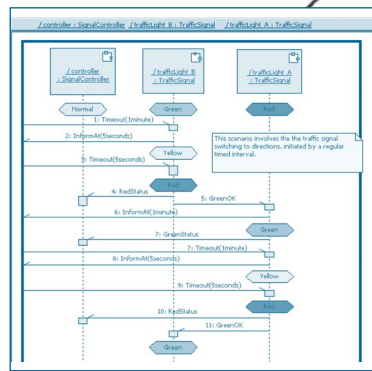 / controller : SignalController / trafficLight_B : TrafficSignal / trafficLight_A : TrafficSignal
/ controller
: SignalController
/ trafficLight_B
: TrafficSignal
/ trafficLight_A
: TrafficSignal
Normal
Green
Red
1: Timeout(1minute)
2: InformAt(5seconds)
This scenario involves the the traffic signal
switching to directions, initiated by a regular
timed interval.
Yellow
3: Timeout(5seconds)
Red
4: RedStatus
5: GreenOK
6: InformAt(1minute)
Green
7: GreenStatus
7: Timeout(1minute)
8: InformAt(5seconds)
Yellow
9: Timeout(5seconds)
Red
10: RedStatus
11: GreenOK
Green